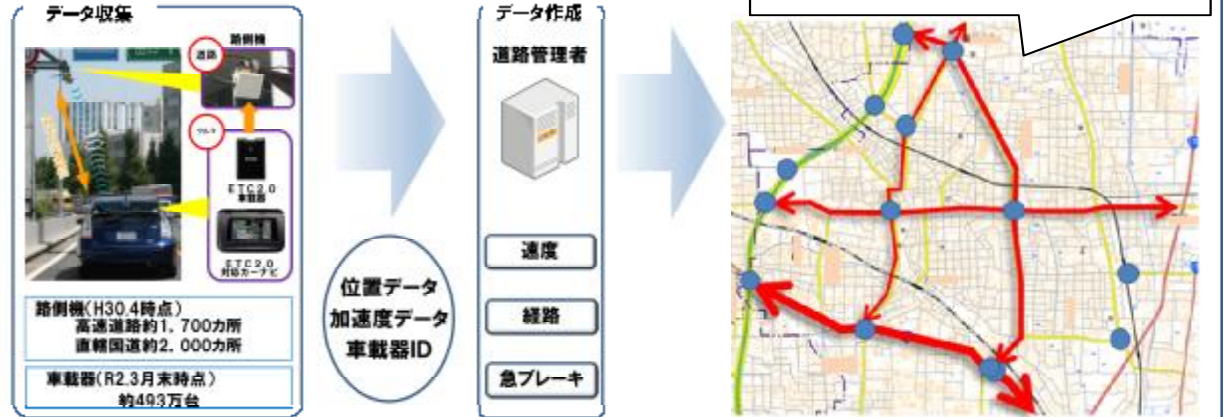 データ収集
路側機
道路
クルマ
ETC2.0
車載器
ETC2.0
対応カーナビ
路側機(H30.4時点)
高速道路約1,700カ所
直轄国道約2,000カ所
車載器(R2.3月末時点)
約493万台
位置データ
加速度データ
車載器ID
データ作成
道路管理者
速度
経路
急ブレーキ